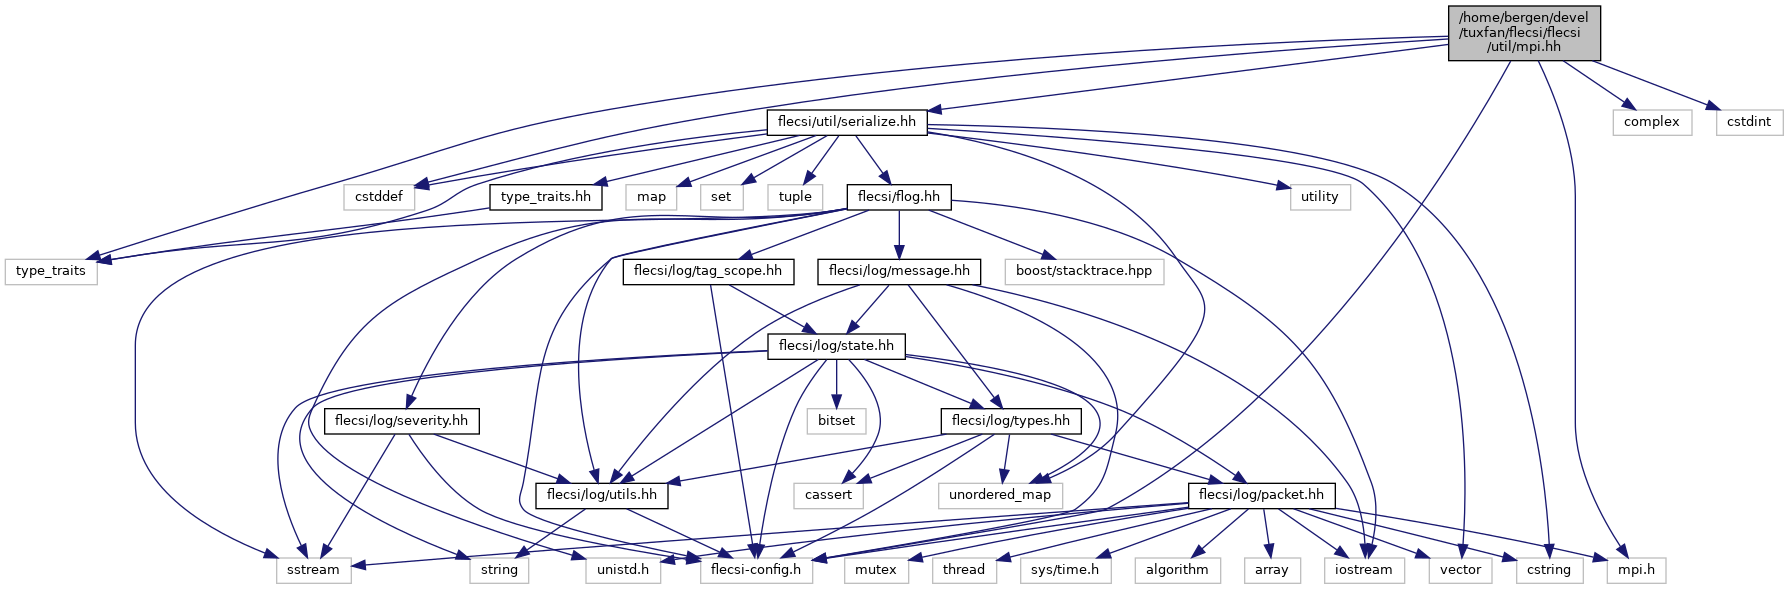 /home/bergen/devel
/tuxfan/flecsi/flecsi
/util/mpi.hh
flecsi/util/serialize.hh
complex
cstdint
cstddef
type_traits.hh
map
set
tuple
flecsi/flog.hh
utility
type_traits
flecsi/log/tag_scope.hh
flecsi/log/message.hh
boost/stacktrace.hpp
flecsi/log/state.hh
flecsi/log/severity.hh
bitset
flecsi/log/types.hh
flecsi/log/utils.hh
cassert
unordered_map
flecsi/log/packet.hh
sstream
string
unistd.h
flecsi-config.h
mutex
thread
sys/time.h
algorithm
array
iostream
vector
cstring
mpi.h